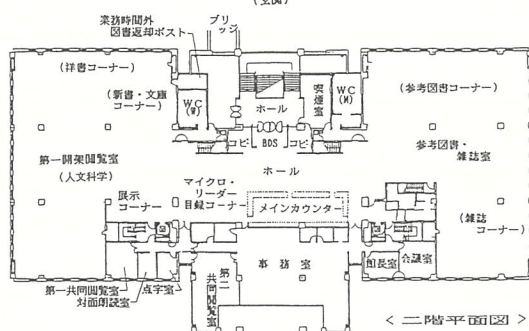 (玄関)
業務時間外
図書返却ポスト
ブリ
ッジ
(洋書コーナー)
(新書・文庫
コーナー)
WC
(W)
ホール
喫煙室
WC
(M)
(参考図書コーナー)
コピー
BDS
コピー
第一開架閲覧室
(人文科学)
参考図書・
雑誌室
ホール
展示
コーナー
マイクロ・
リーダー
目録コーナー
メインカウンター
(雑誌
コーナー)
事務室
館長室
会議室
第二
共同閲覧室
第一共同閲覧室
対面朗読室
点字室
<二階平面図>